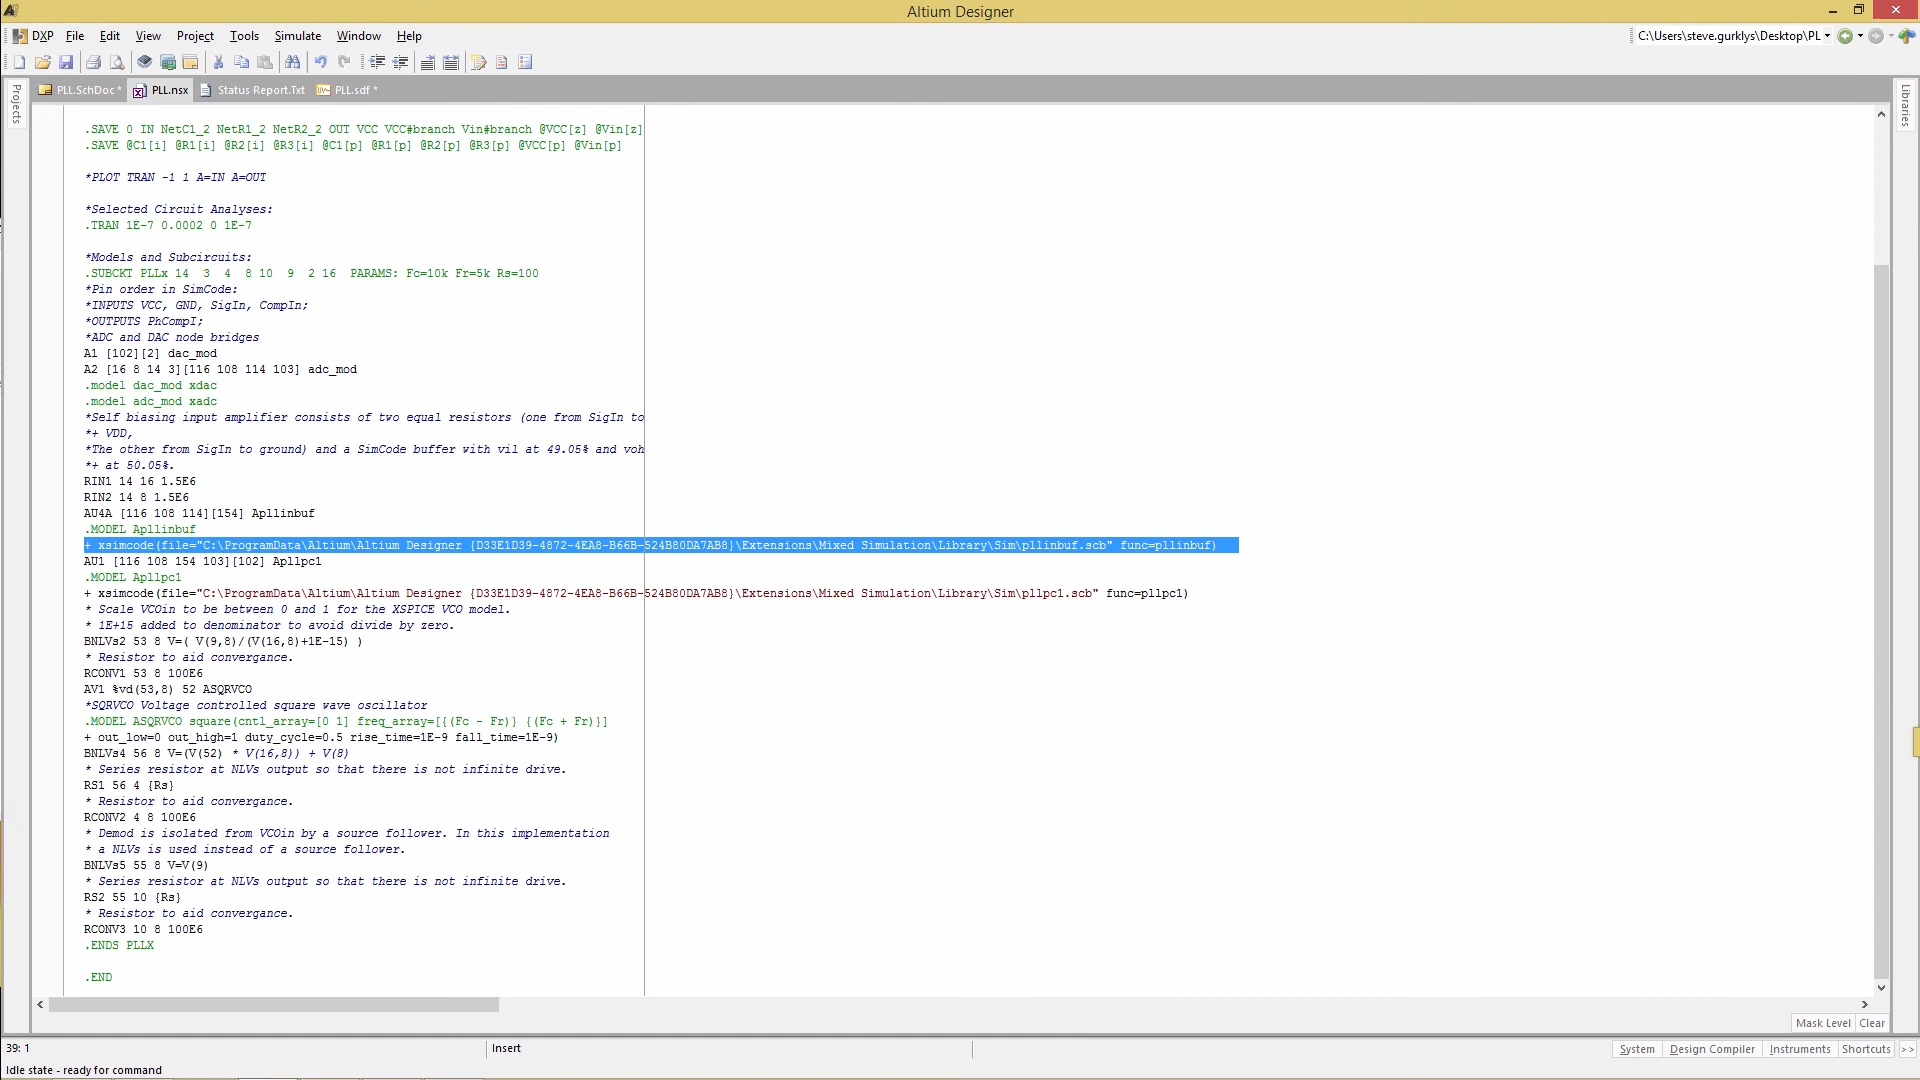 Altium Designer
DXP File Edit View Project Tools Simulate Window Help
C:\Users\steve.gurklys\Desktop\PL
Projects
PLL.SchDoc * PLL.nsx Status Report.Txt PLL.sdf *
Libraries
.SAVE 0 IN NetC1_2 NetR1_2 NetR2_2 OUT VCC VCC#branch Vin#branch @VCC[z] @Vin[z]
.SAVE @C1[i] @R1[i] @R2[i] @R3[i] @C1[p] @R1[p] @R2[p] @R3[p] @VCC[p] @Vin[p]
*PLOT TRAN -1 1 A=IN A=OUT
*Selected Circuit Analyses:
.TRAN 1E-7 0.0002 0 1E-7
*Models and Subcircuits:
.SUBCKT PLLx 14  3  4  8 10  9  2 16  PARAMS: Fc=10k Fr=5k Rs=100
*Pin order in SimCode:
*INPUTS VCC, GND, SigIn, CompIn;
*OUTPUTS PhCompI;
*ADC and DAC node bridges
A1 [102][2] dac_mod
A2 [16 8 14 3][116 108 114 103] adc_mod
.model dac_mod xdac
.model adc_mod xadc
*Self biasing input amplifier consists of two equal resistors (one from SigIn to
*+ VDD,
*The other from SigIn to ground) and a SimCode buffer with vil at 49.05% and voh
*+ at 50.05%.
RIN1 14 16 1.5E6
RIN2 14 8 1.5E6
AU4A [116 108 114][154] Apllinbuf
.MODEL Apllinbuf
+ xsimcode(file="C:\ProgramData\Altium\Altium Designer {D33E1D39-4872-4EA8-B66B-524B80DA7AB8}\Extensions\Mixed Simulation\Library\Sim\pllinbuf.scb" func=pllinbuf)
AU1 [116 108 154 103][102] Apllpc1
.MODEL Apllpc1
+ xsimcode(file="C:\ProgramData\Altium\Altium Designer {D33E1D39-4872-4EA8-B66B-524B80DA7AB8}\Extensions\Mixed Simulation\Library\Sim\pllpc1.scb" func=pllpc1)
* Scale VCOin to be between 0 and 1 for the XSPICE VCO model.
* 1E+15 added to denominator to avoid divide by zero.
BNLVs2 53 8 V=( V(9,8)/(V(16,8)+1E-15) )
* Resistor to aid convergance.
RCONV1 53 8 100E6
AV1 %vd(53,8) 52 ASQRVCO
*SQRVCO Voltage controlled square wave oscillator
.MODEL ASQRVCO square(cntl_array=[0 1] freq_array=[{(Fc - Fr)} {(Fc + Fr)}]
+ out_low=0 out_high=1 duty_cycle=0.5 rise_time=1E-9 fall_time=1E-9)
BNLVs4 56 8 V=(V(52) * V(16,8)) + V(8)
* Series resistor at NLVs output so that there is not infinite drive.
RS1 56 4 {Rs}
* Resistor to aid convergance.
RCONV2 4 8 100E6
* Demod is isolated from VCOin by a source follower. In this implementation
* a NLVs is used instead of a source follower.
BNLVs5 55 8 V=V(9)
* Series resistor at NLVs output so that there is not infinite drive.
RS2 55 10 {Rs}
* Resistor to aid convergance.
RCONV3 10 8 100E6
.ENDS PLLX
.END
Mask Level Clear
39: 1 Insert
System Design Compiler Instruments Shortcuts >>
Idle state - ready for command